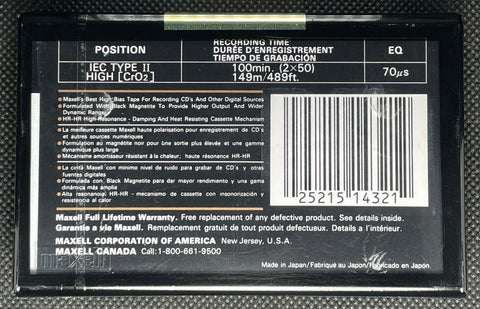 POSITION
RECORDING TIME
DURÉE D'ENREGISTREMENT
TIEMPO DE GRABACIÓN
EQ
IEC TYPE II
HIGH [CrO2]
100min. (2×50)
149m/489ft.
70µs
Maxell's Best High Bias Tape For Recording CD's And Other Digital Sources
Formulated With Black Magnetite To Provide Higher Output And Wider
Dynamic Range
HR-HR High-Resonance - Damping And Heat Resisting Cassette Mechanism
La meilleure cassette Maxell haute polarisation pour enregistrement de CD's
et autres sources numériques
Formulation au magnétite noir pour une sortie plus élevée et une gamme
dynamique plus large
Mécanisme amortisseur résistant à la chaleur; haute résonance HR-HR
La cinta Maxell con mínimo nivel de ruido para grabar de CD's y otras
fuentes digitales
Formulada con Black Magnetite para dar mayor rendimiento y una gama
dinámica más amplia
Alta resonancia HR-HR - mecanismo de cassette con insonorización y
resistencia al calor
25215 14321
Maxell Full Lifetime Warranty. Free replacement of any defective product. See details inside.
Garantie a vie Maxell. Remplacement gratuit de tout produit defectueux. Details a l'intérieur.
MAXELL CORPORATION OF AMERICA New Jersey, U.S.A.
MAXELL CANADA Call: 1-800-661-9500
maxell
Made in Japan/Fabriqué au Japon/Fabricado en Japón